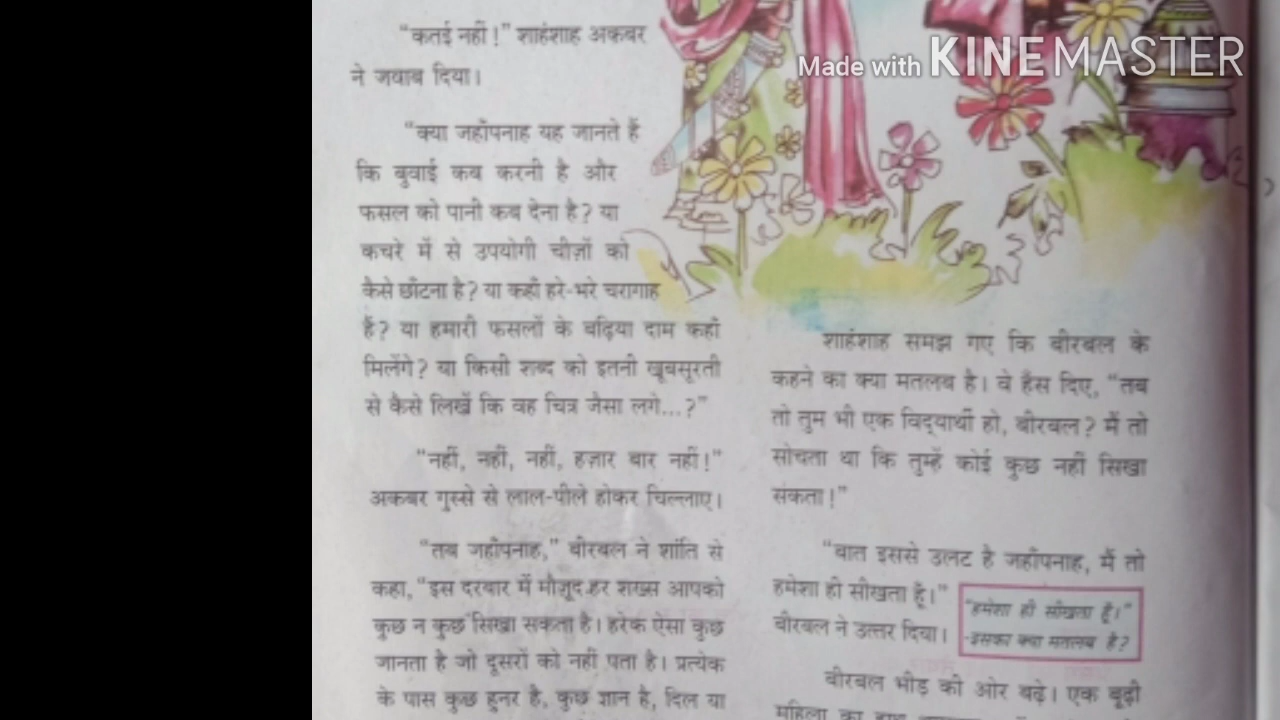 "कतई नहीं!" शाहंशाह अकबर
ने जवाब दिया।
"क्या जहाँपनाह यह जानते हैं
कि बुवाई कब करनी है और
फसल को पानी कब देना है? या
कचरे में से उपयोगी चीज़ों को
कैसे छाँटना है? या कहाँ हरे-भरे चरागाह
हैं? या हमारी फसलों के बढ़िया दाम कहाँ
मिलेंगे? या किसी शब्द को इतनी खूबसूरती
से कैसे लिखें कि वह चित्र जैसा लगे...?"
"नहीं, नहीं, नहीं, हज़ार बार नहीं!"
अकबर गुस्से से लाल-पीले होकर चिल्लाए।
"तब जहाँपनाह," बीरबल ने शांति से
कहा, "इस दरबार में मौजूद हर शख्स आपको
कुछ न कुछ सिखा सकता है। हरेक ऐसा कुछ
जानता है जो दूसरों को नहीं पता है। प्रत्येक
के पास कुछ हुनर है, कुछ ज्ञान है, दिल या
Made with KINEMASTER
शाहंशाह समझ गए कि बीरबल के
कहने का क्या मतलब है। वे हँस दिए, "तब
तो तुम भी एक विद्यार्थी हो, बीरबल? मैं तो
सोचता था कि तुम्हें कोई कुछ नहीं सिखा
सकता!"
"बात इससे उलट है जहाँपनाह, मैं तो
हमेशा ही सीखता हूँ।"
बीरबल ने उत्तर दिया।
"हमेशा ही सीखता हूँ।"
-इसका क्या मतलब है?
बीरबल भीड़ की ओर बढ़े। एक बूढ़ी
महिला का हाथ